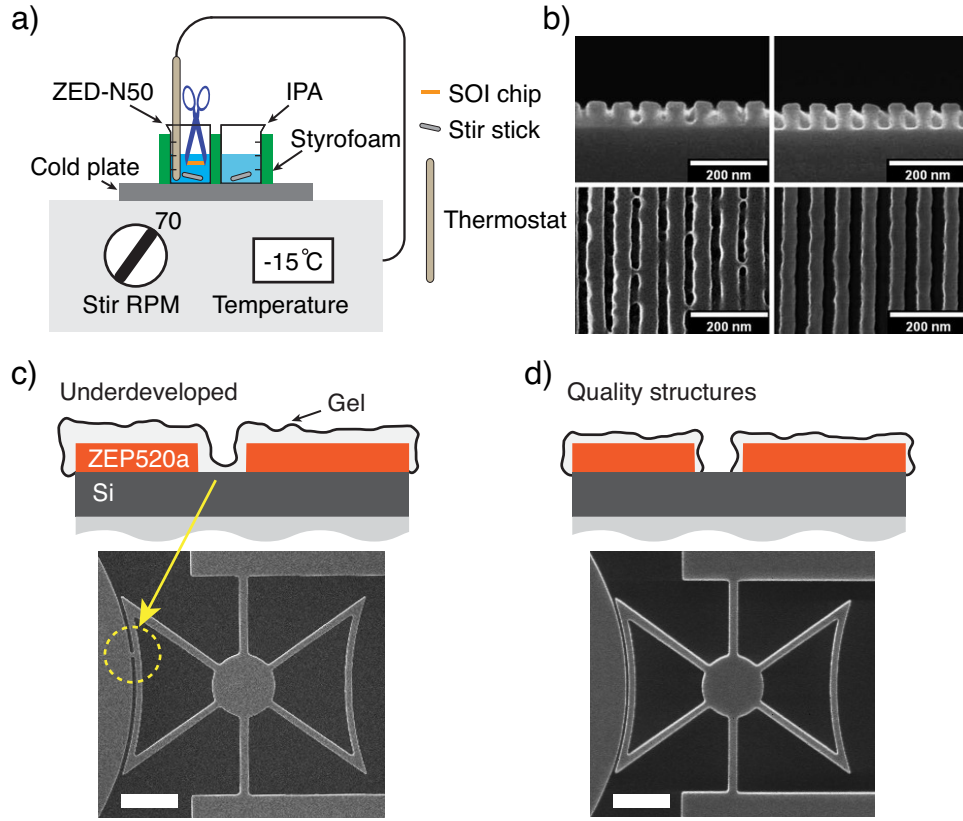 a)
ZED-N50
IPA
SOI chip
Stir stick
Styrofoam
Cold plate
Thermostat
70
-15℃
Stir RPM
Temperature
b)
200 nm
200 nm
200 nm
200 nm
c)
Underdeveloped
Gel
ZEP520a
Si
d)
Quality structures